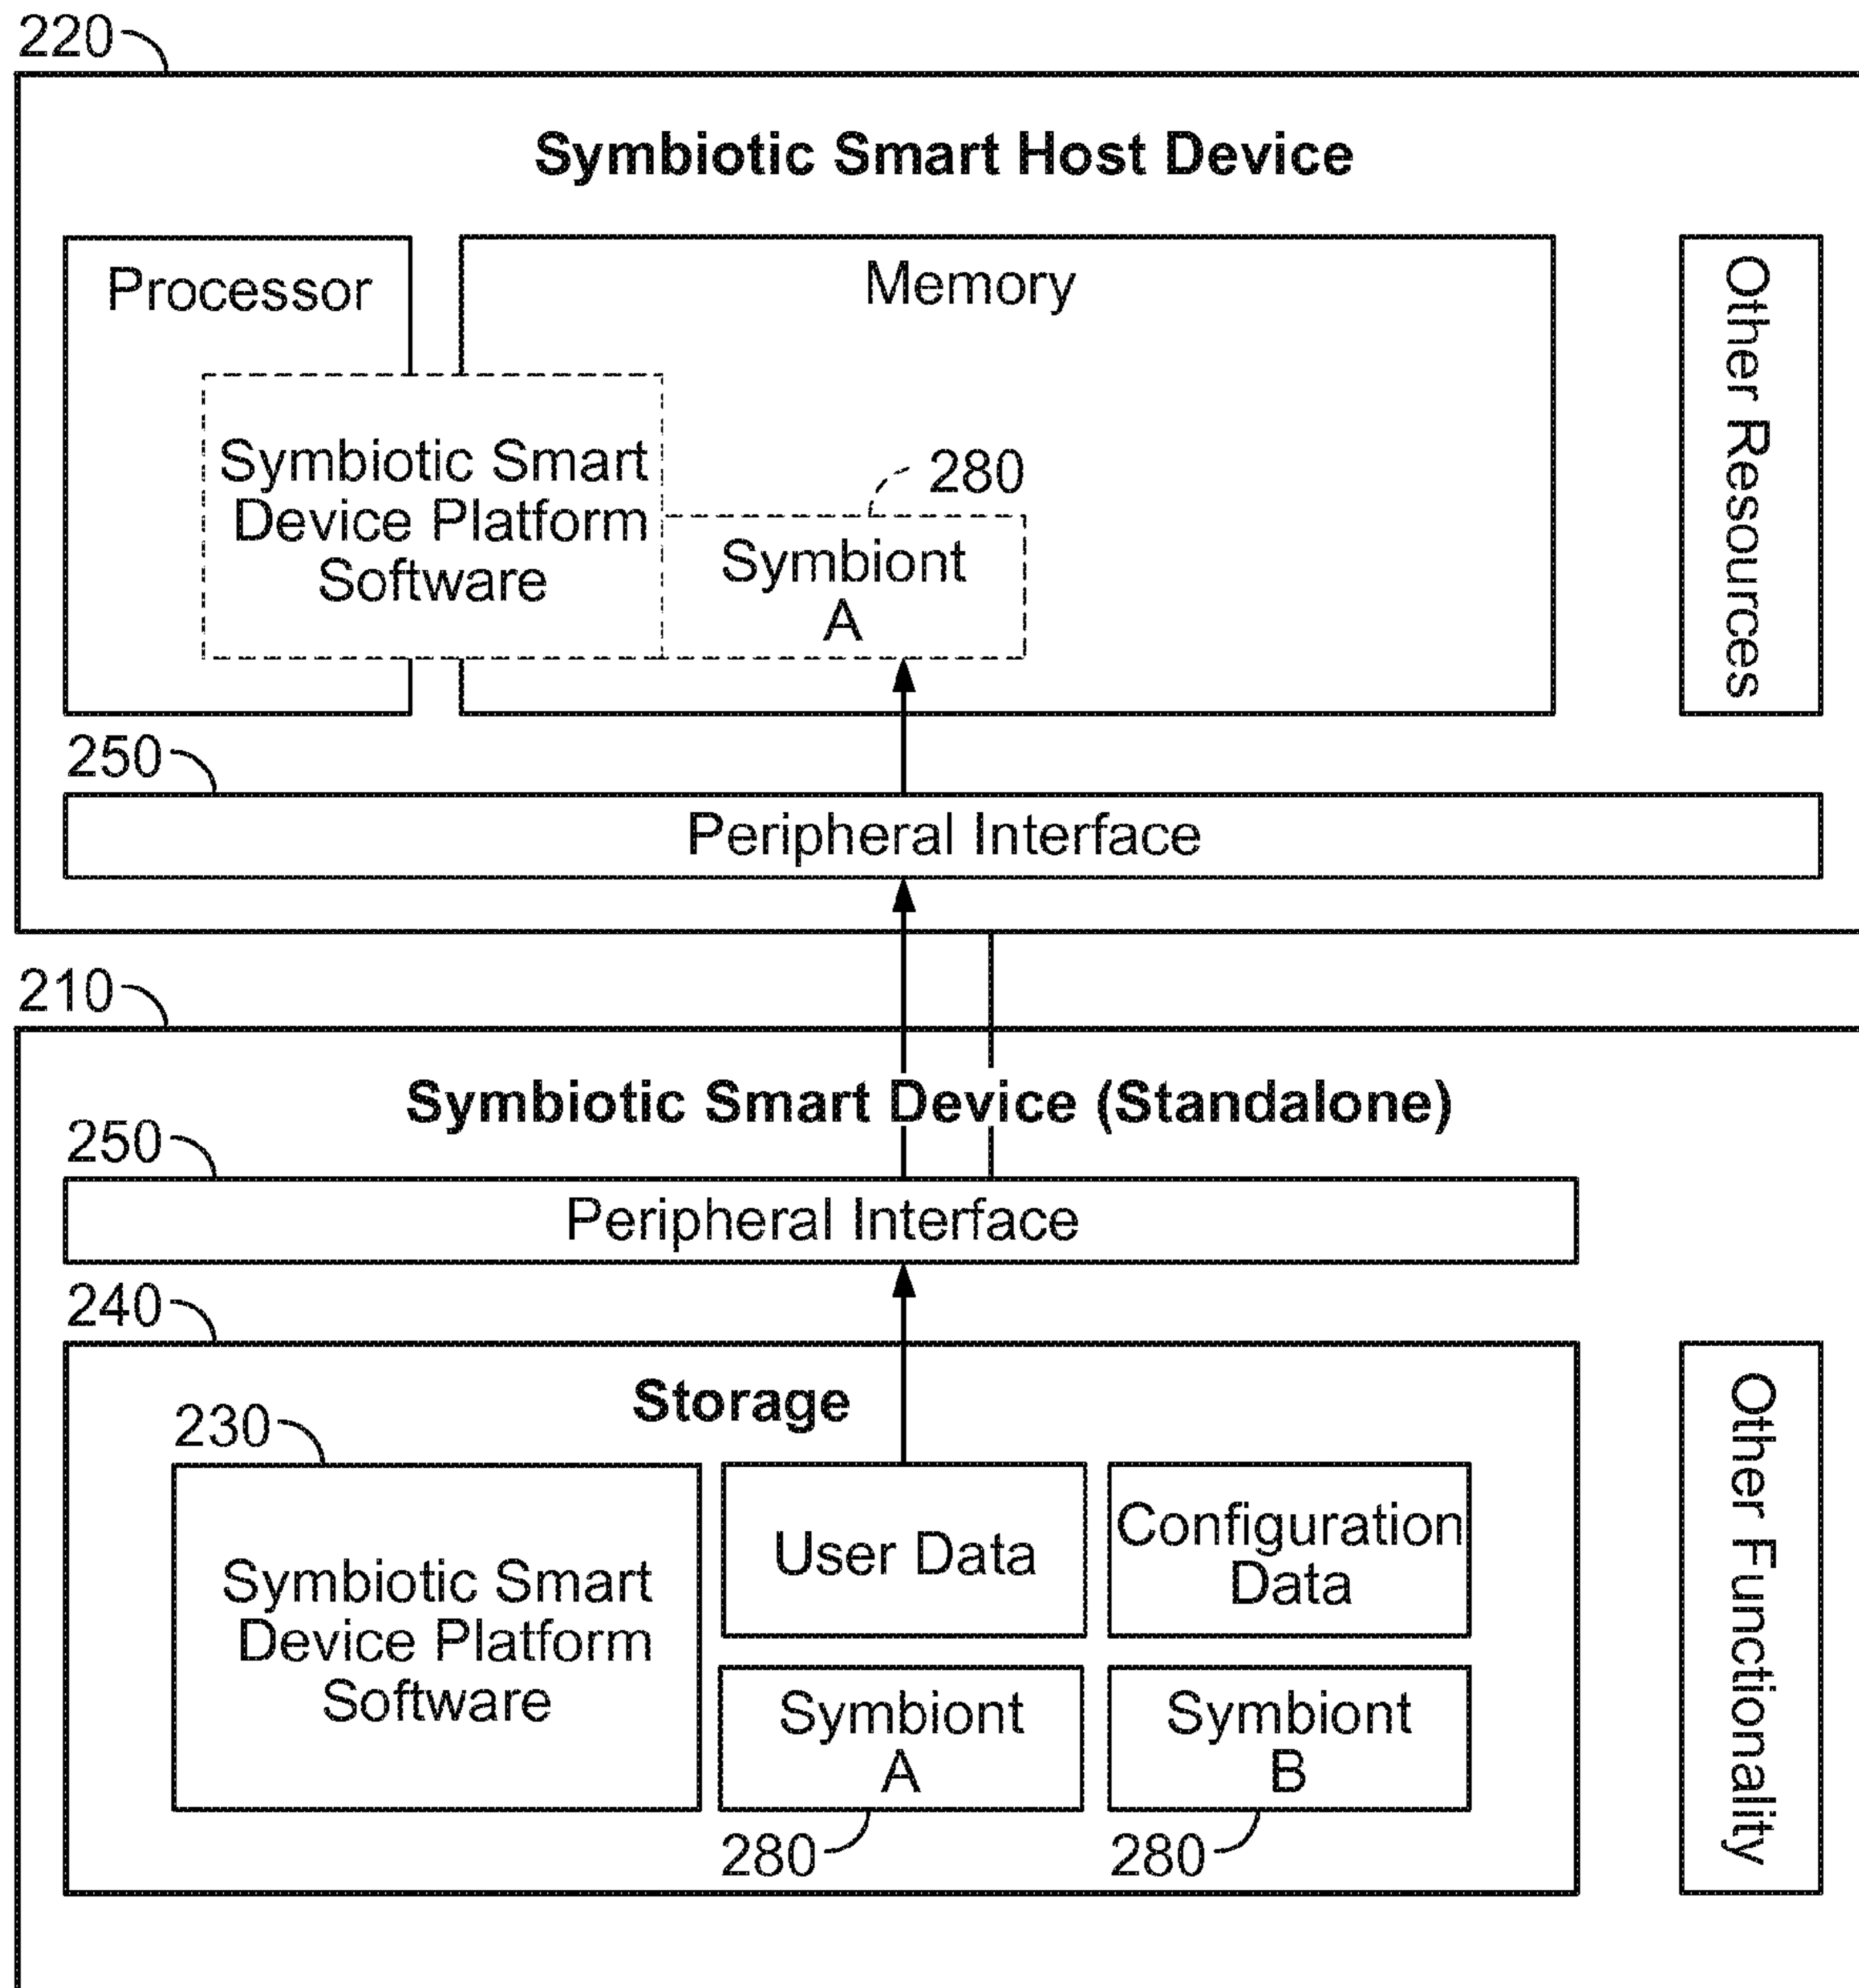 220
Symbiotic Smart Host Device
Processor
Memory
Other Resources
Symbiotic Smart
Device Platform
Software
280
Symbiont
A
250
Peripheral Interface
210
Symbiotic Smart Device (Standalone)
250
Peripheral Interface
240
Storage
230
Symbiotic Smart
Device Platform
Software
User Data
Configuration
Data
Symbiont
A
Symbiont
B
280
280
Other Functionality